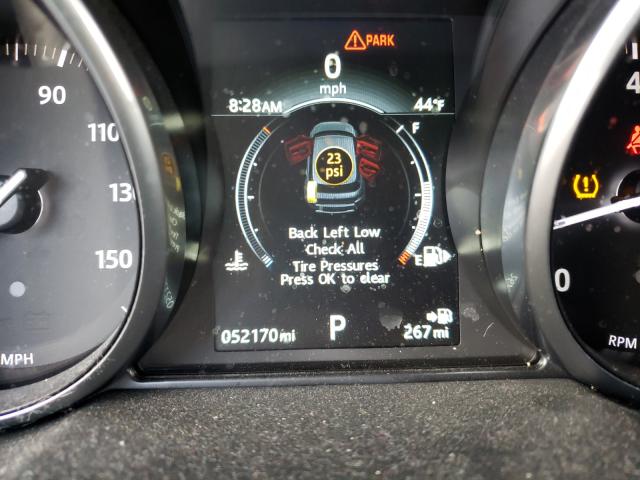 PARK
0
mph
8:28AM 44°F
90
110
130
150
MPH
F
23
psi
Back Left Low
Check All
Tire Pressures
Press OK to clear
E
052170mi P 267 mi
4
0
RPM